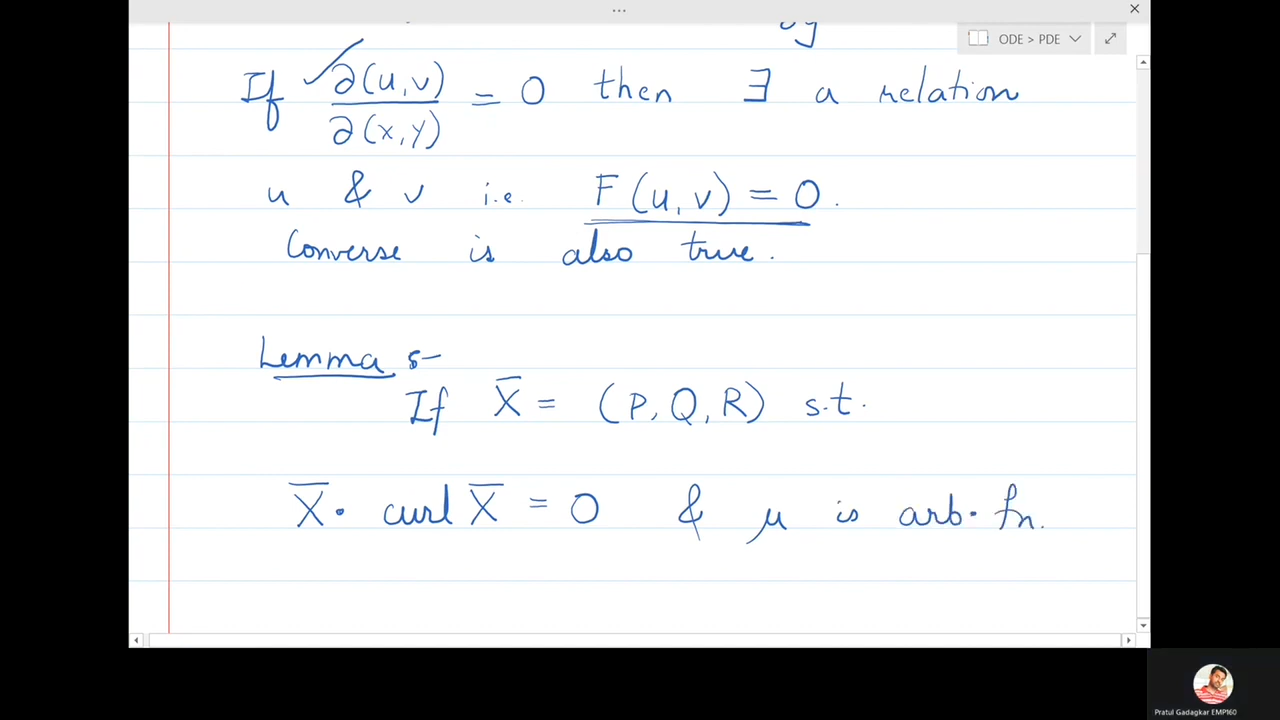 ODE > PDE
If ∂(u,v)/∂(x,y) = 0 then ∃ a relation
u & v i.e. F(u,v) = 0.
Converse is also true.
Lemma :-
If X̄ = (P,Q,R) s.t.
X̄ · curl X̄ = 0 & μ is arb. fn.
Pratul Gadagkar EMP160